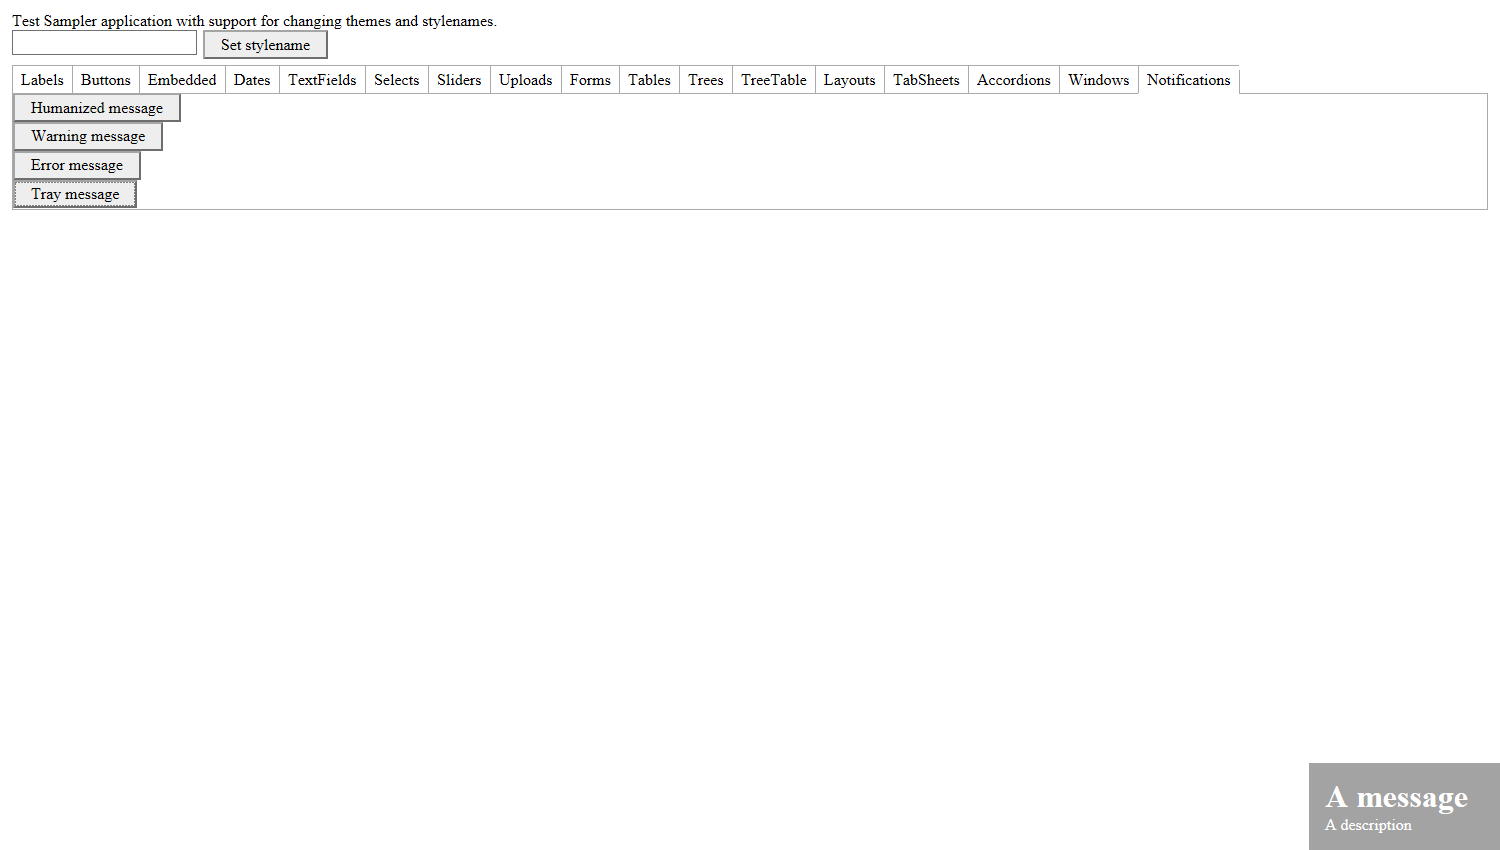 Test Sampler application with support for changing themes and stylenames.
Set stylename
Labels Buttons Embedded Dates TextFields Selects Sliders Uploads Forms Tables Trees TreeTable Layouts TabSheets Accordions Windows Notifications
Humanized message
Warning message
Error message
Tray message
A message
A description